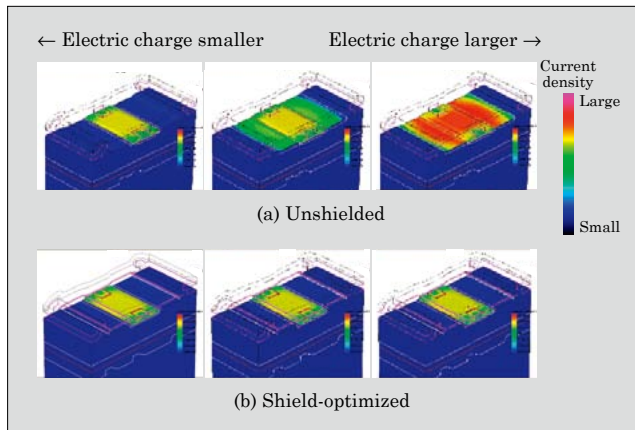 ← Electric charge smaller
Electric charge larger →
Current density
Large
Small
(a) Unshielded
(b) Shield-optimized